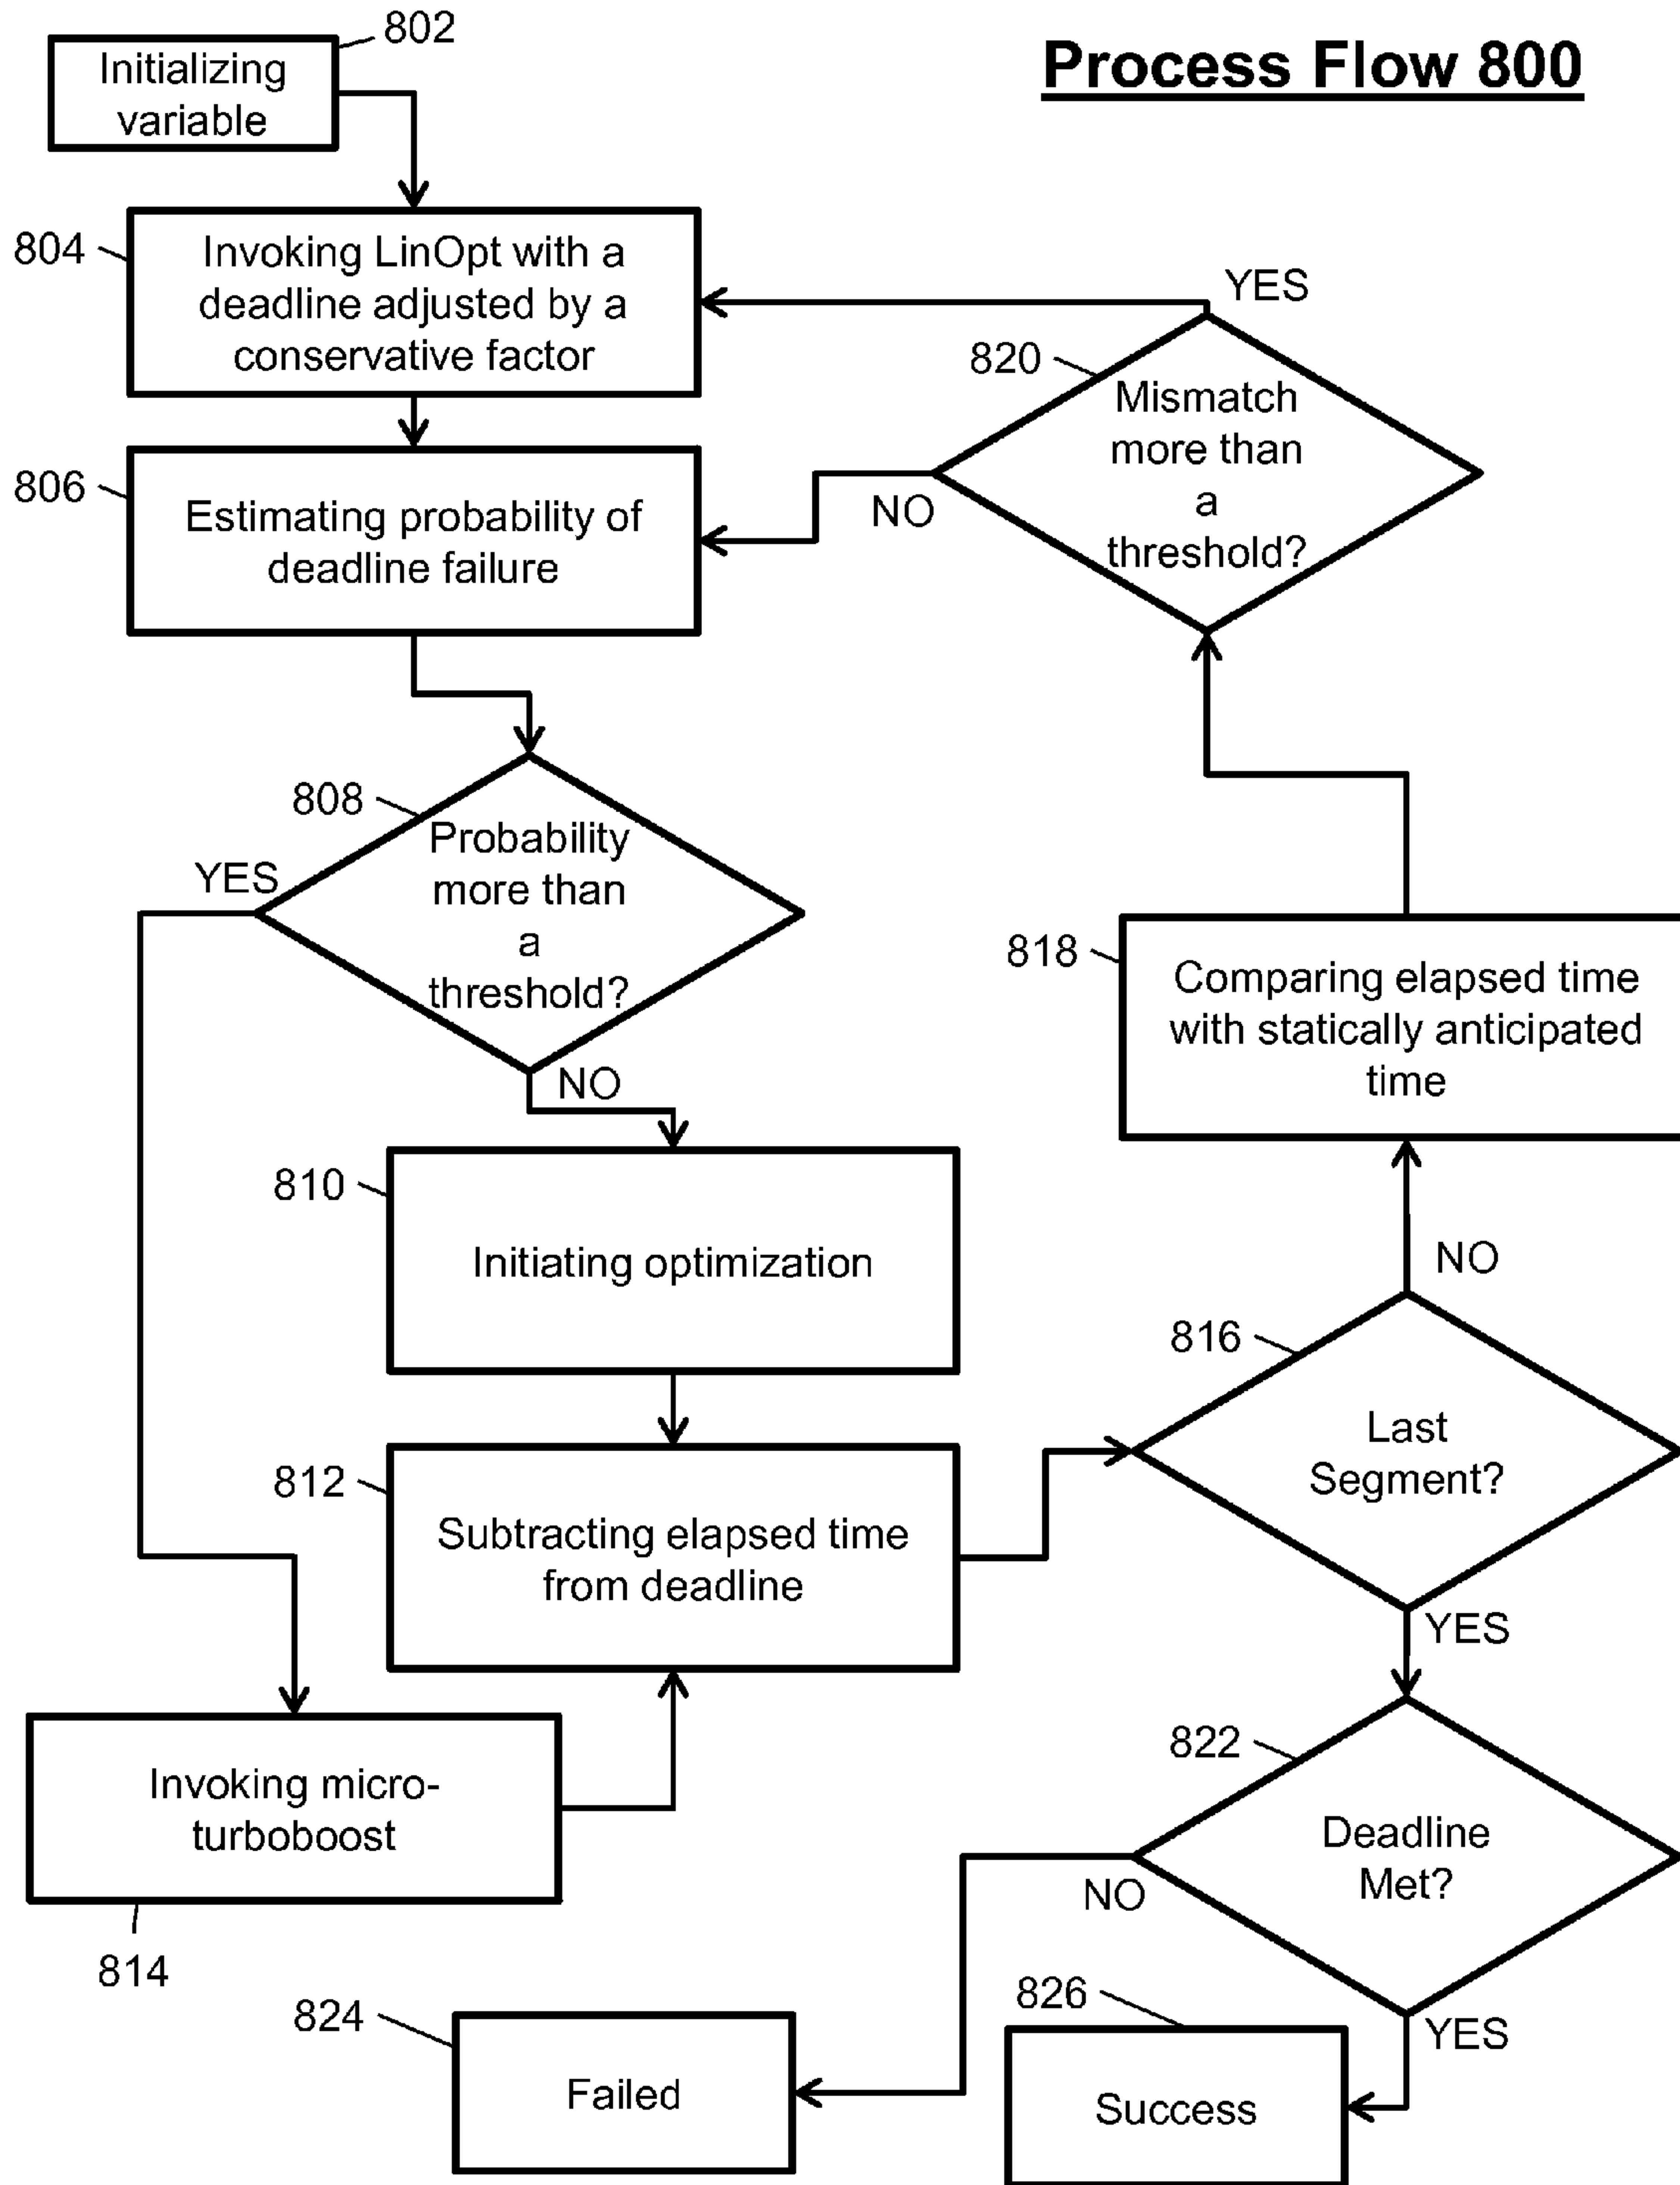 Process Flow 800
802
Initializing
variable
804
Invoking LinOpt with a
deadline adjusted by a
conservative factor
806
Estimating probability of
deadline failure
YES
820
Mismatch
more than
a
threshold?
NO
808
Probability
more than
a
threshold?
YES
NO
810
Initiating optimization
812
Subtracting elapsed time
from deadline
Invoking micro-
turboboost
814
818
Comparing elapsed time
with statically anticipated
time
NO
816
Last
Segment?
YES
822
Deadline
Met?
NO
YES
824
Failed
826
Success